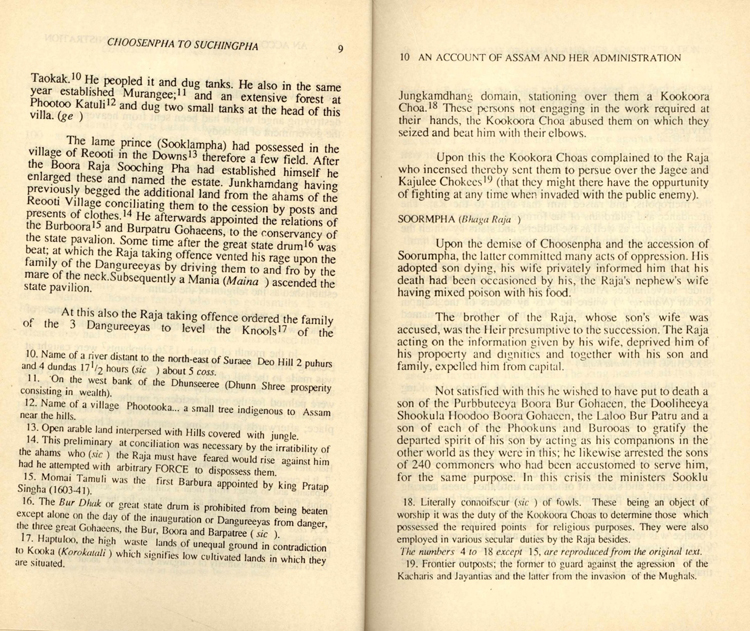 CHOOSENPHA TO SUCHINGPHA
9
Taokak.10 He peopled it and dug tanks. He also in the same
year established Murangee;11 and an extensive forest at
Phootoo Katuli12 and dug two small tanks at the head of this
villa. (ge )
The lame prince (Sooklampha) had possessed in the
village of Reooti in the Downs13 therefore a few field. After
the Boora Raja Sooching Pha had established himself he
enlarged these and named the estate. Junkhamdang having
previously begged the additional land from the ahams of the
Reooti Village conciliating them to the cession by posts and
presents of clothes.14 He afterwards appointed the relations of
the Burboora15 and Burpatru Gohaeens, to the conservancy of
the state pavalion. Some time after the great state drum16 was
beat; at which the Raja taking offence vented his rage upon the
family of the Dangureeyas by driving them to and fro by the
mare of the neck.Subsequently a Mania (Maina ) ascended the
state pavilion.
At this also the Raja taking offence ordered the family
of the 3 Dangureeyas to level the Knools17 of the
10. Name of a river distant to the north-east of Suraee Deo Hill 2 puhurs
and 4 dundas 17 1/2 hours (sic ) about 5 coss.
11. On the west bank of the Dhunseeree (Dhunn Shree prosperity
consisting in wealth).
12. Name of a village Phootooka... a small tree indigenous to Assam
near the hills.
13. Open arable land interpersed with Hills covered with jungle.
14. This preliminary at conciliation was necessary by the irratibility of
the ahams who (sic ) the Raja must have feared would rise against him
had he attempted with arbitrary FORCE to dispossess them.
15. Momai Tamuli was the first Barbura appointed by king Pratap
Singha (1603-41).
16. The Bur Dhak or great state drum is prohibited from being beaten
except alone on the day of the inauguration or Dangureeyas from danger,
the three great Gohaeens, the Bur, Boora and Barpatree ( sic ).
17. Haptuloo, the high waste lands of unequal ground in contradiction
to Kooka (Korokatali ) which signifies low cultivated lands in which they
are situated.
10 AN ACCOUNT OF ASSAM AND HER ADMINISTRATION
Jungkamdhang domain, stationing over them a Kookoora
Choa.18 These persons not engaging in the work required at
their hands, the Kookoora Choa abused them on which they
seized and beat him with their elbows.
Upon this the Kookora Choas complained to the Raja
who incensed thereby sent them to persue over the Jagee and
Kajulee Chokees19 (that they might there have the oppurtunity
of fighting at any time when invaded with the public enemy).
SOORMPHA (Bhaga Raja )
Upon the demise of Choosenpha and the accession of
Soorumpha, the latter committed many acts of oppression. His
adopted son dying, his wife privately informed him that his
death had been occasioned by his, the Raja's nephew's wife
having mixed poison with his food.
The brother of the Raja, whose son's wife was
accused, was the Heir presumptive to the succession. The Raja
acting on the information given by his wife, deprived him of
his propoerty and dignities and together with his son and
family, expelled him from capital.
Not satisfied with this he wished to have put to death a
son of the Purbbuteeya Boora Bur Gohaeen, the Dooliheeya
Shookula Hoodoo Boora Gohaeen, the Laloo Bur Patru and a
son of each of the Phookuns and Burooas to gratify the
departed spirit of his son by acting as his companions in the
other world as they were in this; he likewise arrested the sons
of 240 commoners who had been accustomed to serve him,
for the same purpose. In this crisis the ministers Sooklu
18. Literally connoifscur (sic ) of fowls. These being an object of
worship it was the duty of the Kookoora Choas to determine those which
possessed the required points for religious purposes. They were also
employed in various secular duties by the Raja besides.
The numbers 4 to 18 except 15, are reproduced from the original text.
19. Frontier outposts; the former to guard against the agression of the
Kacharis and Jayantias and the latter from the invasion of the Mughals.